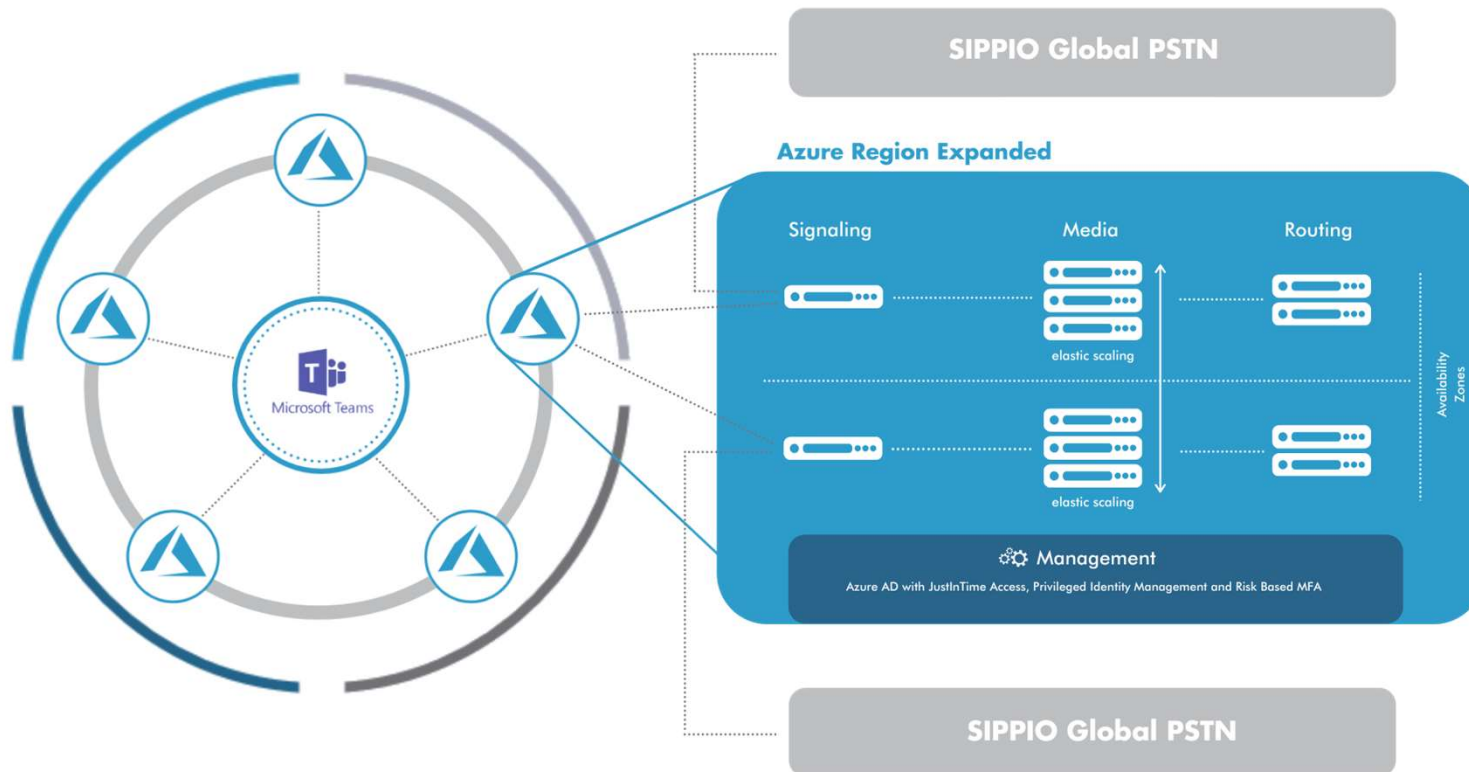 SIPPIO Global PSTN
Azure Region Expanded
Signaling
Media
Routing
elastic scaling
T
Microsoft Teams
Availability
Zones
elastic scaling
Management
Azure AD with JustInTime Access, Privileged Identity Management and Risk Based MFA
SIPPIO Global PSTN